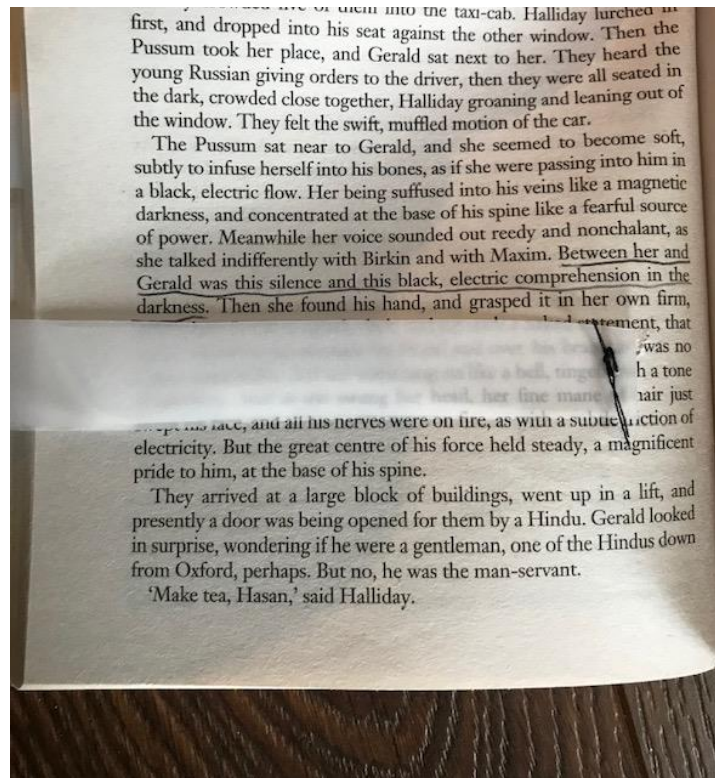 them into the taxi-cab. Halliday lurched in
first, and dropped into his seat against the other window. Then the
Pussum took her place, and Gerald sat next to her. They heard the
young Russian giving orders to the driver, then they were all seated in
the dark, crowded close together, Halliday groaning and leaning out of
the window. They felt the swift, muffled motion of the car.
The Pussum sat near to Gerald, and she seemed to become soft,
subtly to infuse herself into his bones, as if she were passing into him in
a black, electric flow. Her being suffused into his veins like a magnetic
darkness, and concentrated at the base of his spine like a fearful source
of power. Meanwhile her voice sounded out reedy and nonchalant, as
she talked indifferently with Birkin and with Maxim. Between her and
Gerald was this silence and this black, electric comprehension in the
darkness. Then she found his hand, and grasped it in her own firm,
that
was no
a tone
hair just
and all his nerves were on fire, as with a subtle friction of
electricity. But the great centre of his force held steady, a magnificent
pride to him, at the base of his spine.
They arrived at a large block of buildings, went up in a lift, and
presently a door was being opened for them by a Hindu. Gerald looked
in surprise, wondering if he were a gentleman, one of the Hindus down
from Oxford, perhaps. But no, he was the man-servant.
‘Make tea, Hasan,’ said Halliday.